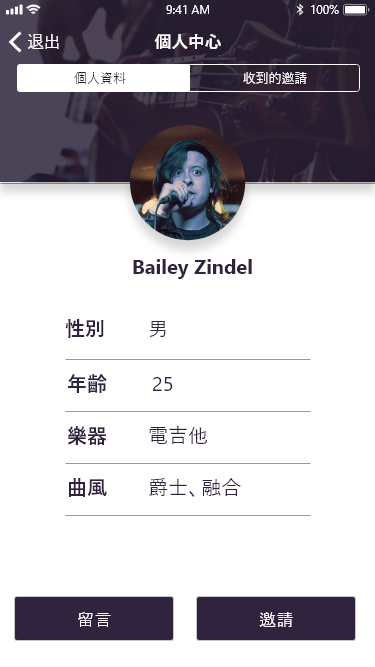 9:41 AM
100%
退出
個人中心
個人資料
收到的邀請
Bailey Zindel
性別 男
年齡 25
樂器 電吉他
曲風 爵士、融合
留言
邀請